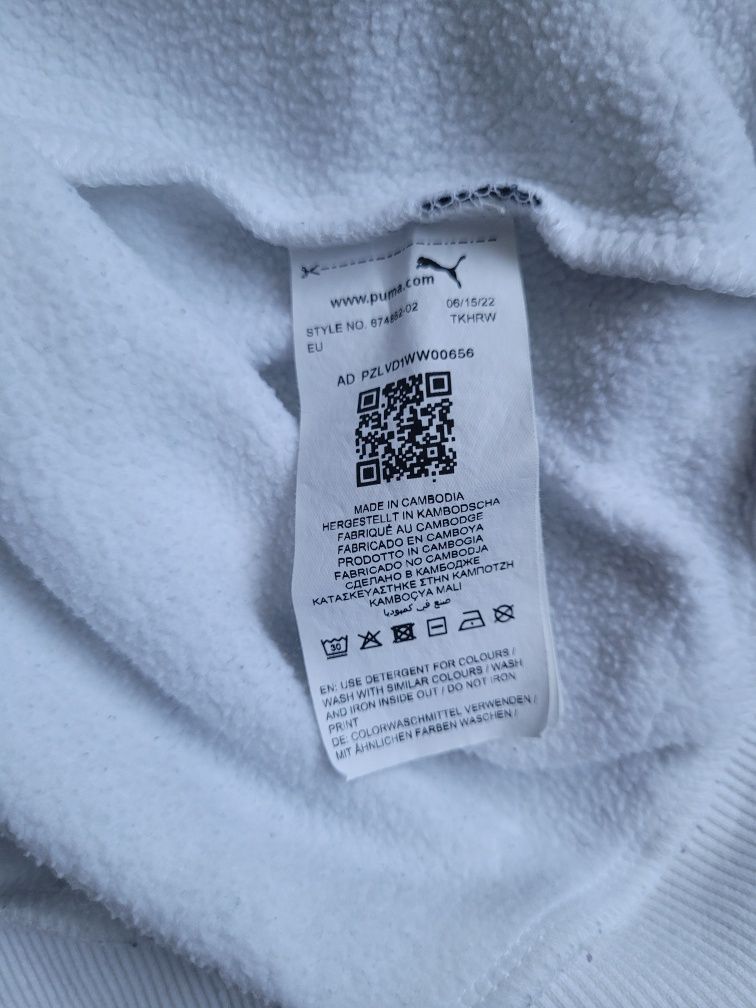 www.puma.com
STYLE NO. 674862-02 06/15/22
EU TKHRW
AD PZLVD1WW00656
MADE IN CAMBODIA
HERGESTELLT IN KAMBODSCHA
FABRIQUÉ AU CAMBODGE
FABRICADO EN CAMBOYA
PRODOTTO IN CAMBOGIA
FABRICADO NO CAMBODJA
СДЕЛАНО В КАМБОДЖЕ
ΚΑΤΑΣΚΕΥΑΣΤΗΚΕ ΣΤΗΝ ΚΑΜΠΟΤΖΗ
KAMBOÇYA MALI
صنع في كمبوديا
30
EN: USE DETERGENT FOR COLOURS /
WASH WITH SIMILAR COLOURS / WASH
AND IRON INSIDE OUT / DO NOT IRON
PRINT
DE: COLORWASCHMITTEL VERWENDEN /
MIT ÄHNLICHEN FARBEN WASCHEN /